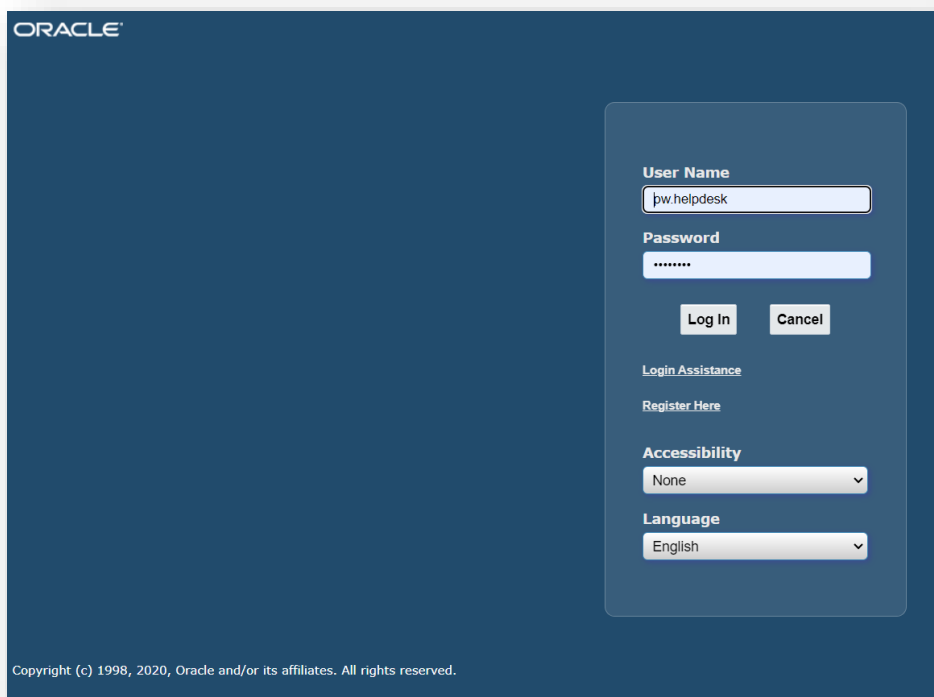 ORACLE
User Name
pw.helpdesk
Password
••••••••
Log In
Cancel
Login Assistance
Register Here
Accessibility
None
Language
English
Copyright (c) 1998, 2020, Oracle and/or its affiliates. All rights reserved.